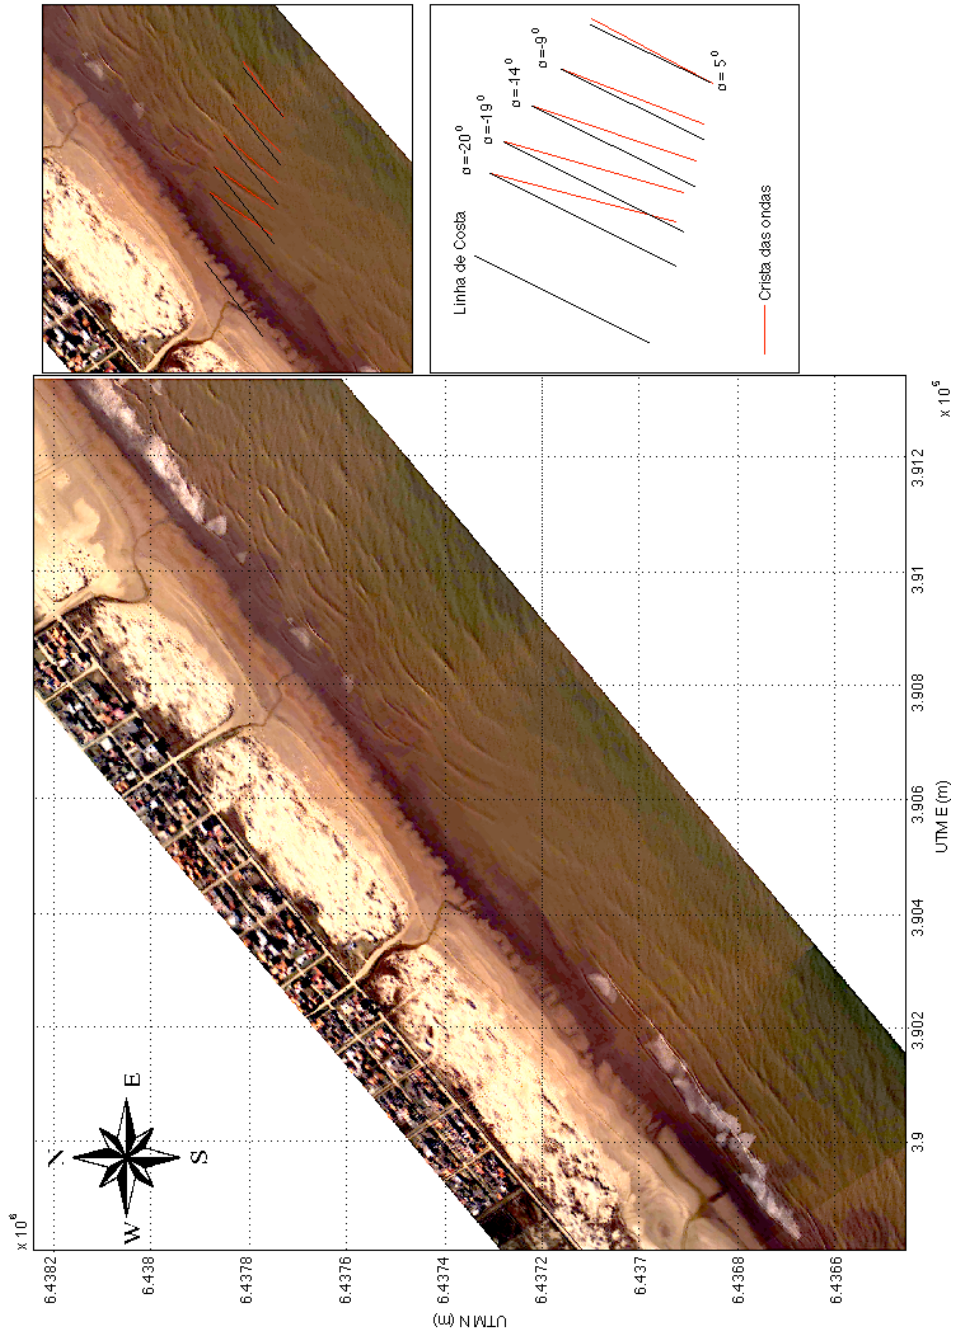 x 10⁶
6.4382
6.438
6.4378
6.4376
6.4374
6.4372
6.437
6.4368
6.4366
UTM N (m)
N
W E
S
3.9
3.902
3.904
3.906
3.908
3.91
3.912
x 10⁶
UTM E (m)
Linha de Costa
α=-20⁰
α=-19⁰
α=-14⁰
α=-9⁰
α= 5⁰
Crista das ondas